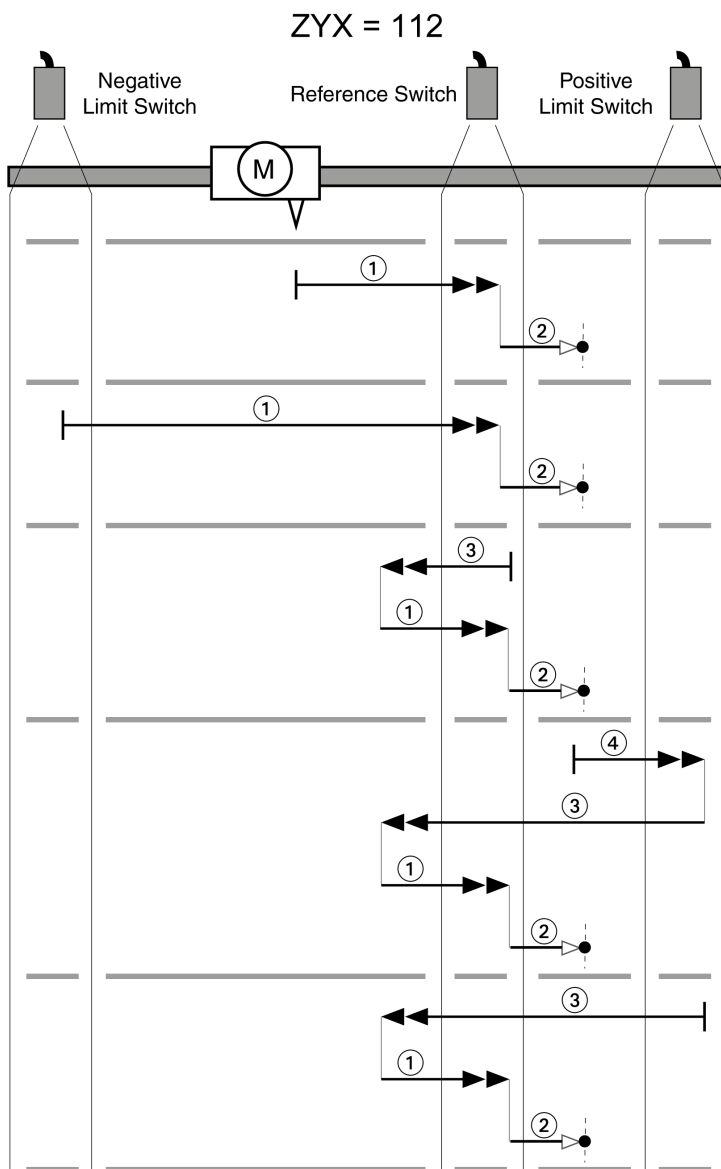 ZYX = 112
Negative
Limit Switch
Reference Switch
Positive
Limit Switch
M
1
2
1
2
3
1
2
4
3
1
2
3
1
2